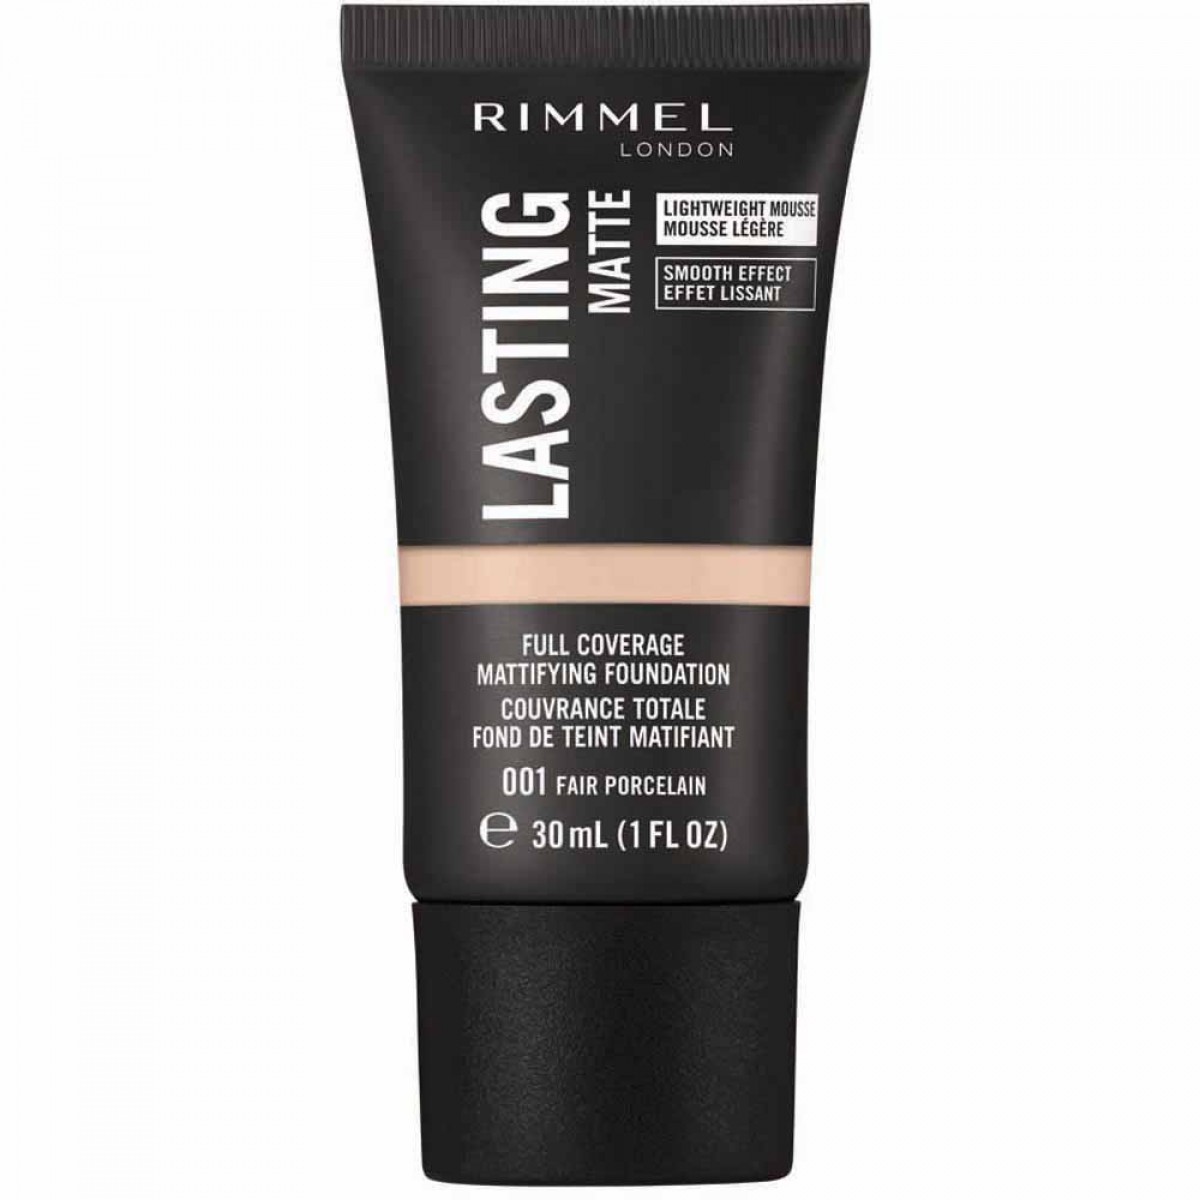 RIMMEL
LONDON
LASTING
MATTE
LIGHTWEIGHT MOUSSE
MOUSSE LÉGÈRE
SMOOTH EFFECT
EFFET LISSANT
FULL COVERAGE
MATTIFYING FOUNDATION
COUVRANCE TOTALE
FOND DE TEINT MATIFIANT
001 FAIR PORCELAIN
℮ 30 mL (1 FL OZ)